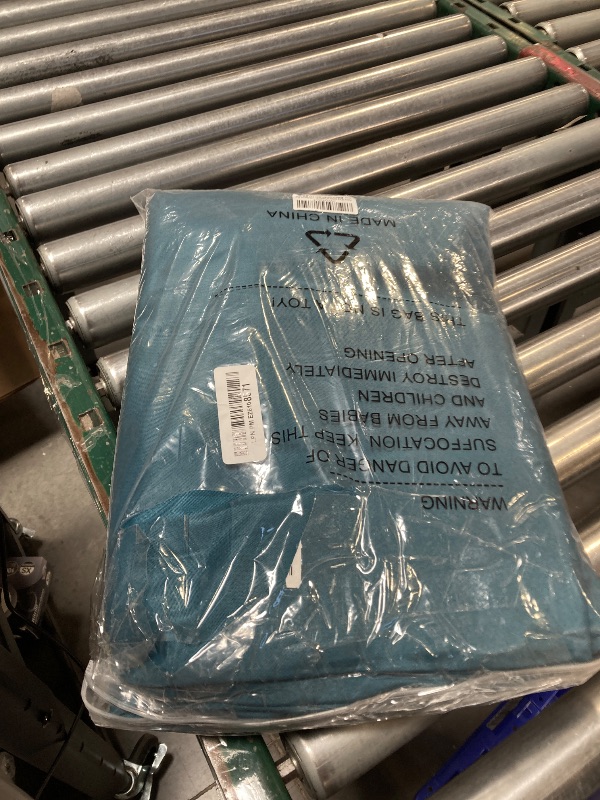 WARNING
TO AVOID DANGER OF
SUFFOCATION, KEEP THIS
AWAY FROM BABIES
AND CHILDREN
DESTROY IMMEDIATELY
AFTER OPENING
THIS BAG IS TOY!
MADE IN CHINA